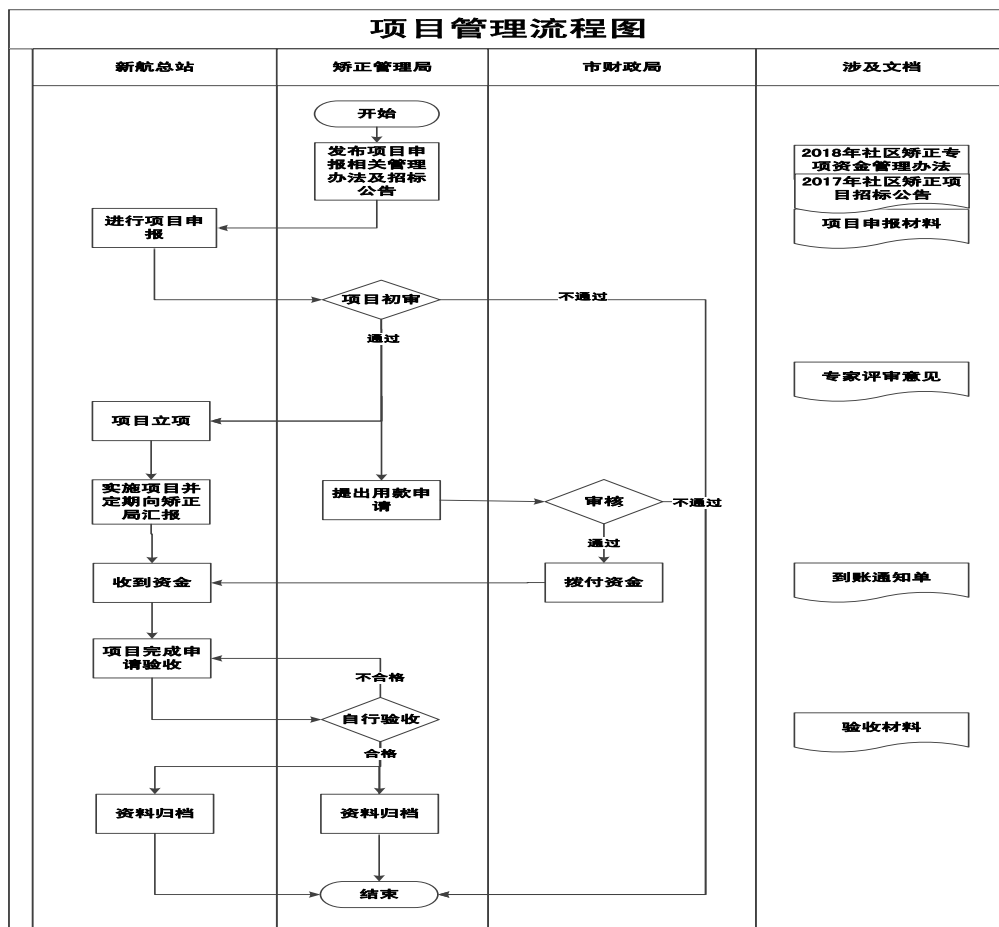 项目管理流程图
新航总站
矫正管理局
市财政局
涉及文档
开始
发布项目申
报相关管理
办法及招标
公告
2018年社区矫正专
项资金管理办法
2017年社区矫正项
目招标公告
进行项目申
报
项目申报材料
项目初审
不通过
通过
专家评审意见
项目立项
实施项目并
定期向矫正
局汇报
提出用款申
请
审核
不通过
通过
收到资金
拨付资金
到账通知单
项目完成申
请验收
不合格
自行验收
验收材料
合格
资料归档
资料归档
结束